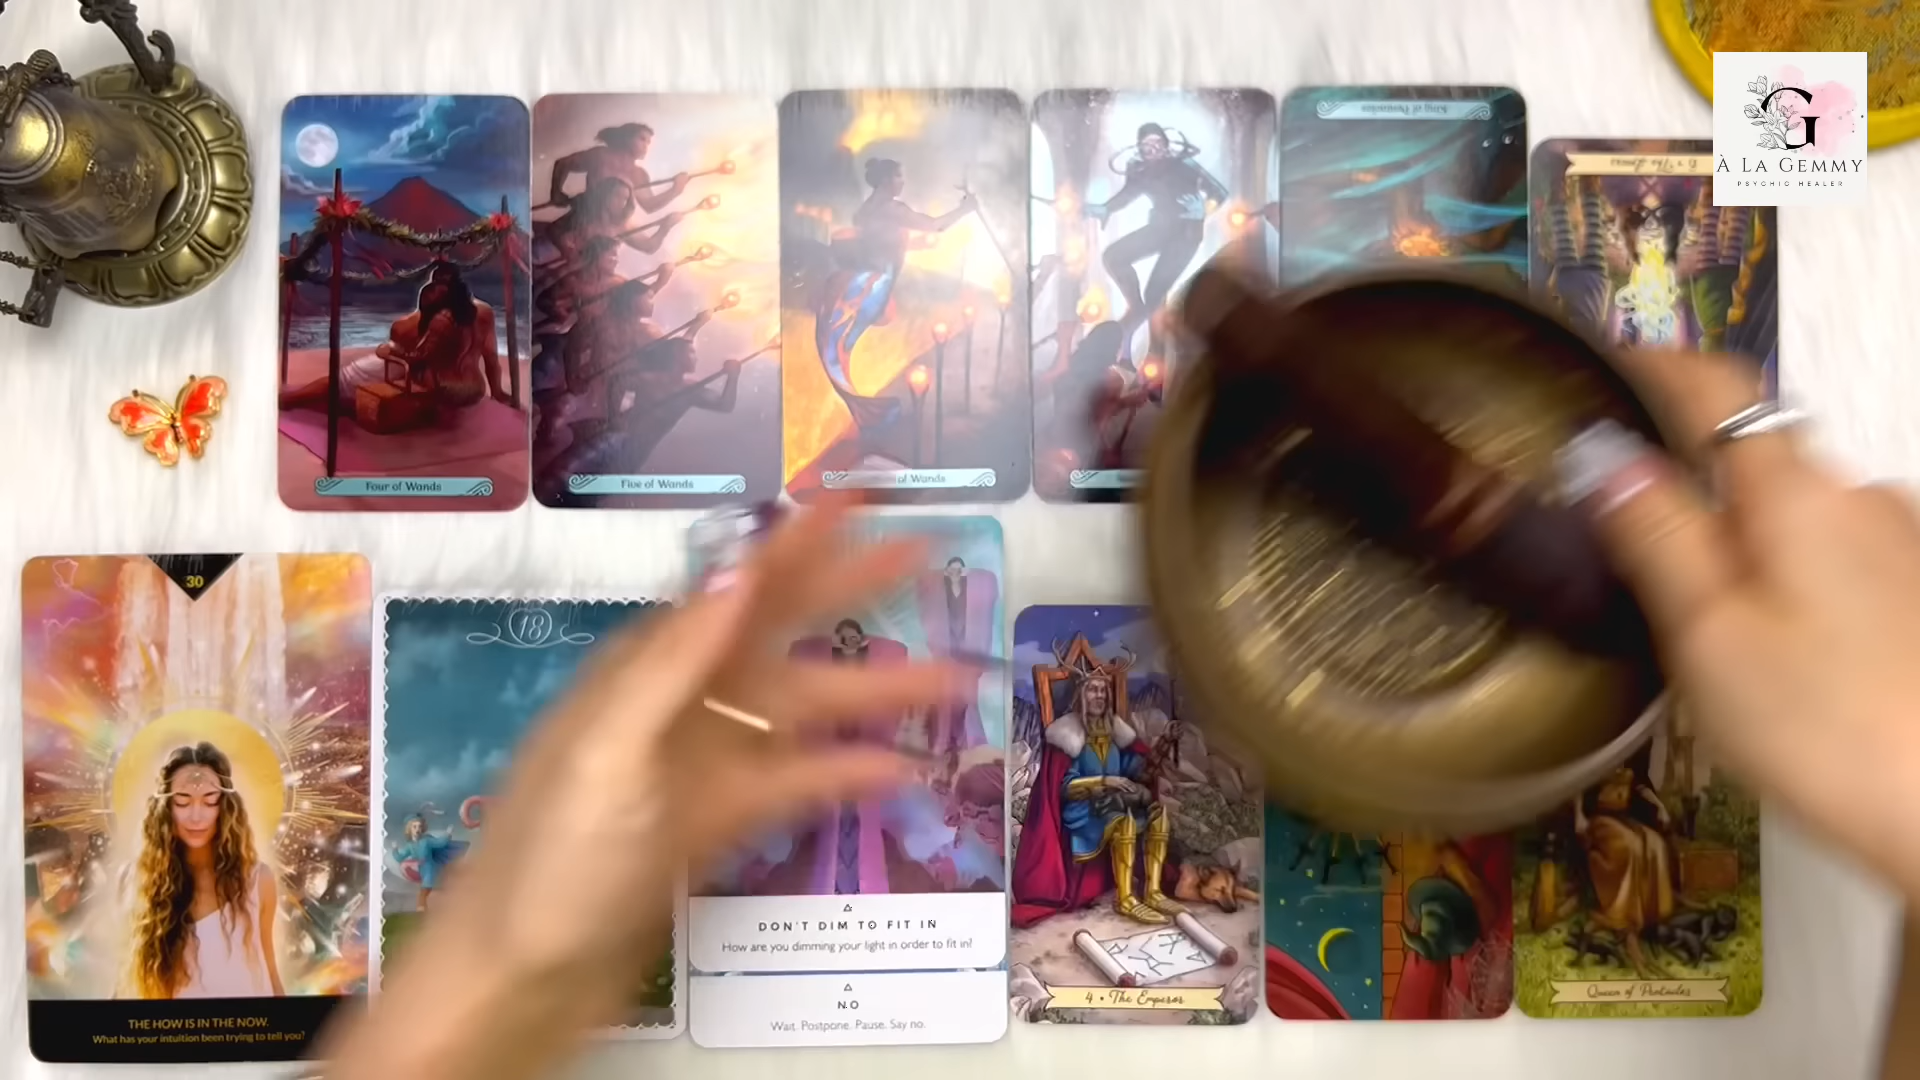 À LA GEMMY
PSYCHIC HEALER
King of Pentacles
Four of Wands
Five of Wands
of Wands
30
18
THE HOW IS IN THE NOW.
What has your intuition been trying to tell you?
DON'T DIM TO FIT IN
How are you dimming your light in order to fit in?
NO
Wait. Postpone. Pause. Say no.
4 • The Emperor
Queen of Pentacles